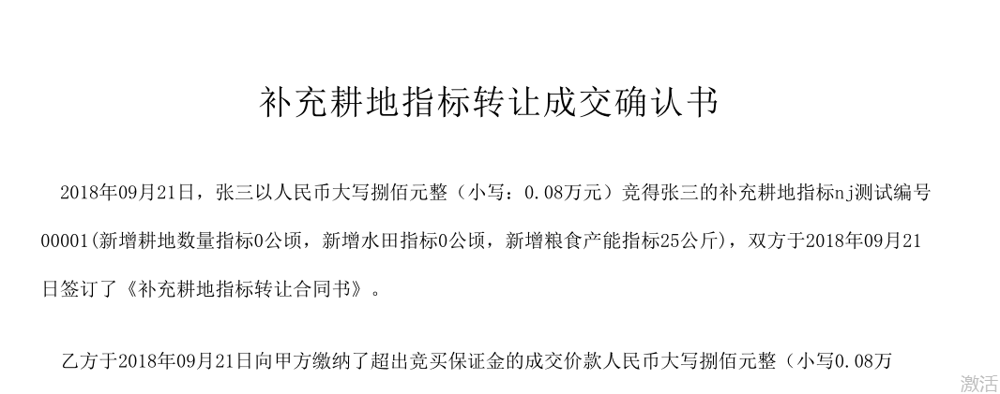 补充耕地指标转让成交确认书
2018年09月21日，张三以人民币大写捌佰元整（小写：0.08万元）竞得张三的补充耕地指标nj测试编号
00001(新增耕地数量指标0公顷，新增水田指标0公顷，新增粮食产能指标25公斤)，双方于2018年09月21
日签订了《补充耕地指标转让合同书》。
乙方于2018年09月21日向甲方缴纳了超出竞买保证金的成交价款人民币大写捌佰元整（小写0.08万
激活